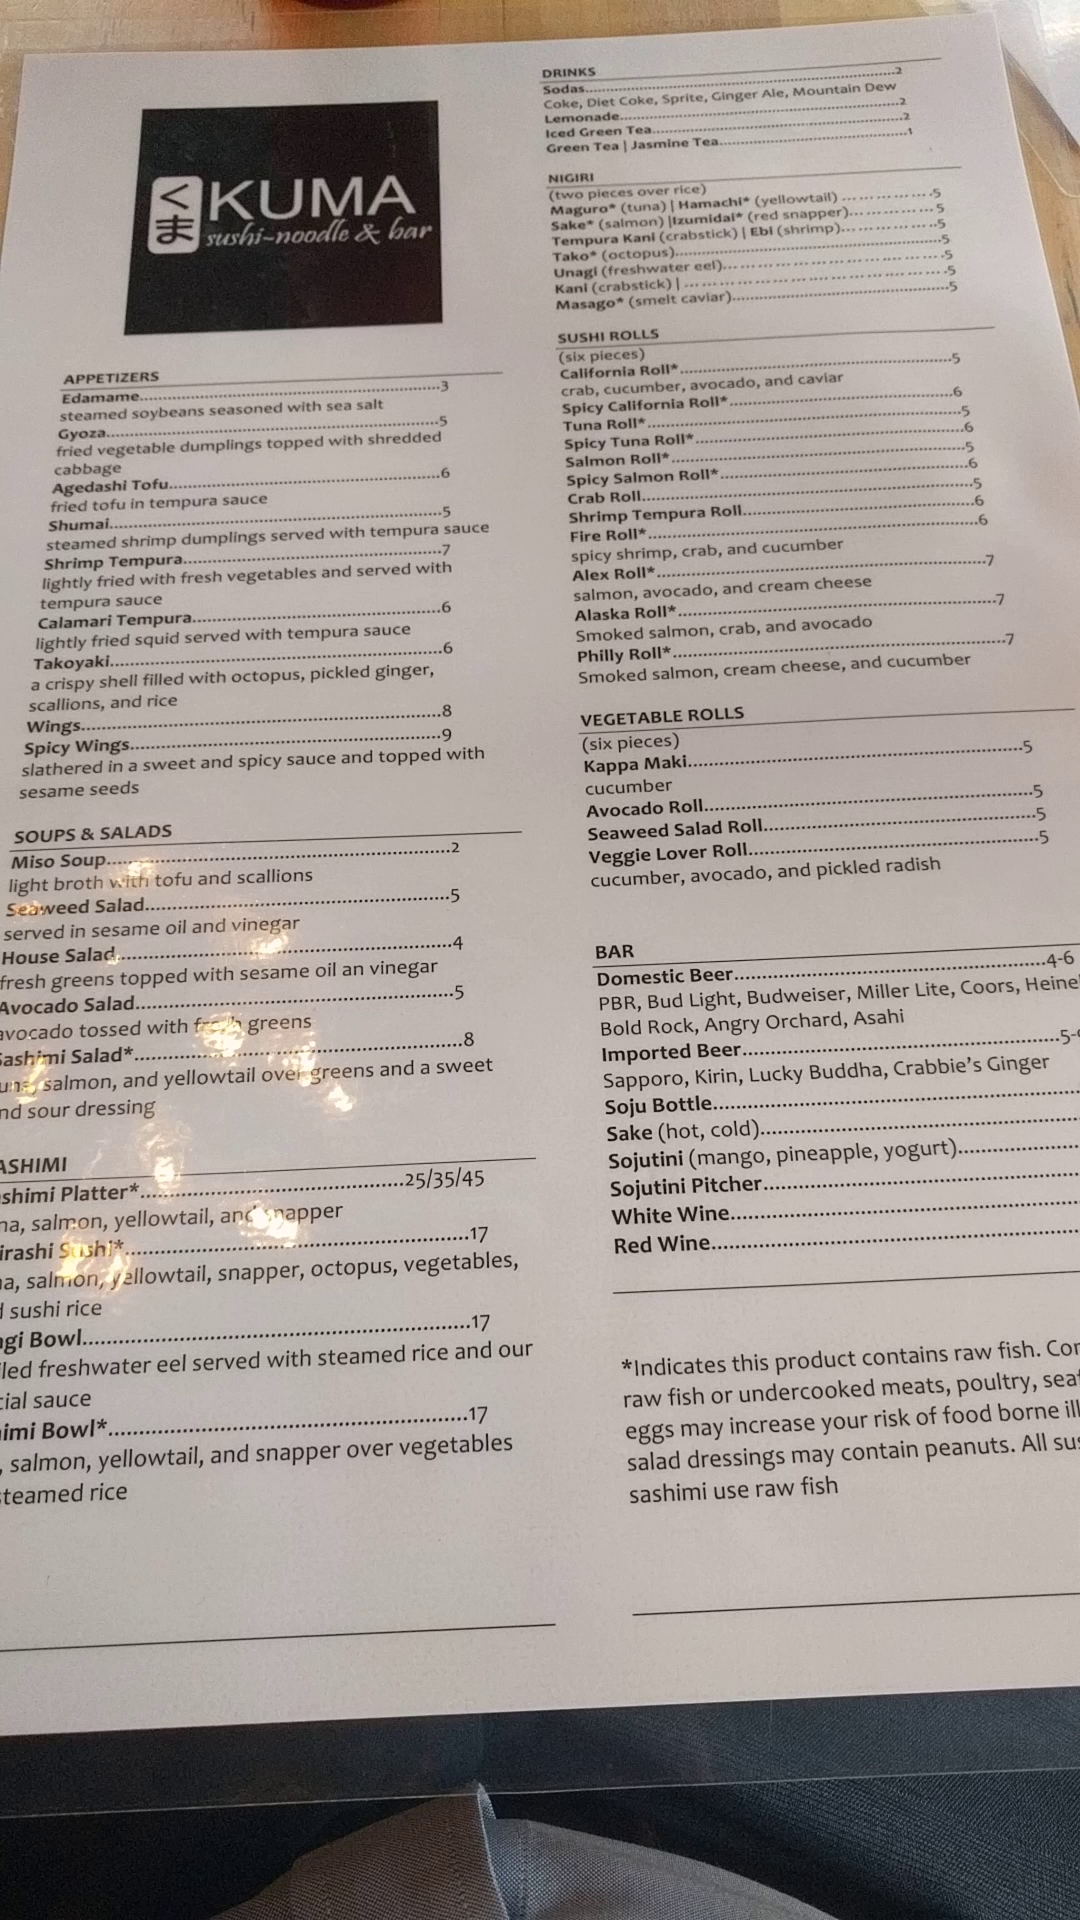 くま KUMA
sushi-noodle & bar
APPETIZERS
Edamame...3
steamed soybeans seasoned with sea salt
Gyoza...5
fried vegetable dumplings topped with shredded
cabbage
Agedashi Tofu...6
fried tofu in tempura sauce
Shumai...5
steamed shrimp dumplings served with tempura sauce
Shrimp Tempura...7
lightly fried with fresh vegetables and served with
tempura sauce
Calamari Tempura...6
lightly fried squid served with tempura sauce
Takoyaki...6
a crispy shell filled with octopus, pickled ginger,
scallions, and rice
Wings...8
Spicy Wings...9
slathered in a sweet and spicy sauce and topped with
sesame seeds
SOUPS & SALADS
Miso Soup...2
light broth with tofu and scallions
Seaweed Salad...5
served in sesame oil and vinegar
House Salad...4
fresh greens topped with sesame oil an vinegar
Avocado Salad...5
avocado tossed with fresh greens
Sashimi Salad*...8
salmon, and yellowtail over greens and a sweet
nd sour dressing
ASHIMI
shimi Platter*...25/35/45
na, salmon, yellowtail, and snapper
irashi Sushi*...17
na, salmon, yellowtail, snapper, octopus, vegetables,
sushi rice
agi Bowl...17
led freshwater eel served with steamed rice and our
cial sauce
imi Bowl*...17
, salmon, yellowtail, and snapper over vegetables
steamed rice
DRINKS
Sodas...2
Coke, Diet Coke, Sprite, Ginger Ale, Mountain Dew
Lemonade...2
Iced Green Tea...2
Green Tea | Jasmine Tea...1
NIGIRI
(two pieces over rice)
Maguro* (tuna) | Hamachi* (yellowtail) ...5
Sake* (salmon) |Izumidai* (red snapper)...5
Tempura Kani (crabstick) | Ebi (shrimp)...5
Tako* (octopus)...5
Unagi (freshwater eel)...5
Kani (crabstick) | ...5
Masago* (smelt caviar)...5
SUSHI ROLLS
(six pieces)
California Roll*...5
crab, cucumber, avocado, and caviar
Spicy California Roll*...6
Tuna Roll*...5
Spicy Tuna Roll*...6
Salmon Roll*...5
Spicy Salmon Roll*...6
Crab Roll...5
Shrimp Tempura Roll...6
Fire Roll*...6
spicy shrimp, crab, and cucumber
Alex Roll*...7
salmon, avocado, and cream cheese
Alaska Roll*...7
Smoked salmon, crab, and avocado
Philly Roll*...7
Smoked salmon, cream cheese, and cucumber
VEGETABLE ROLLS
(six pieces)
Kappa Maki...5
cucumber
Avocado Roll...5
Seaweed Salad Roll...5
Veggie Lover Roll...5
cucumber, avocado, and pickled radish
BAR
Domestic Beer...4-6
PBR, Bud Light, Budweiser, Miller Lite, Coors, Heine
Bold Rock, Angry Orchard, Asahi
Imported Beer...5-
Sapporo, Kirin, Lucky Buddha, Crabbie's Ginger
Soju Bottle...
Sake (hot, cold)...
Sojutini (mango, pineapple, yogurt)...
Sojutini Pitcher...
White Wine...
Red Wine...
*Indicates this product contains raw fish. Con
raw fish or undercooked meats, poultry, seaf
eggs may increase your risk of food borne ill
salad dressings may contain peanuts. All sus
sashimi use raw fish